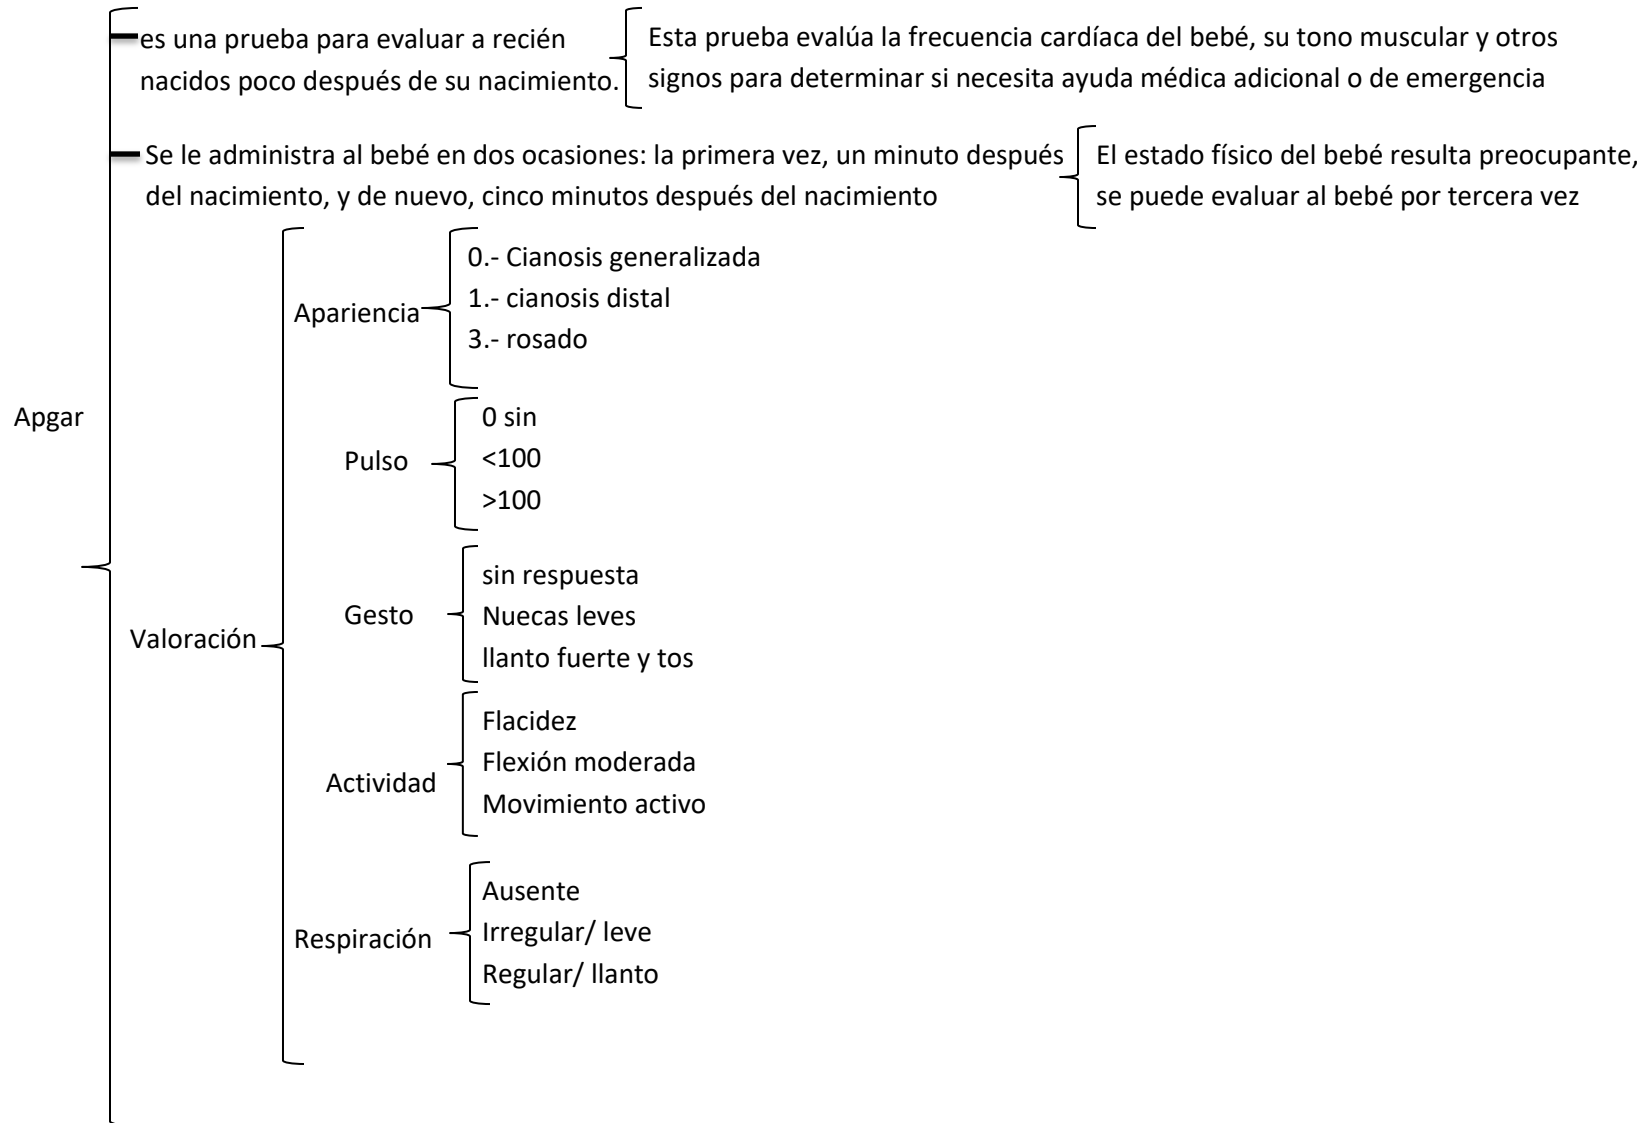 es una prueba para evaluar a recién
nacidos poco después de su nacimiento.
Esta prueba evalúa la frecuencia cardíaca del bebé, su tono muscular y otros
signos para determinar si necesita ayuda médica adicional o de emergencia
Se le administra al bebé en dos ocasiones: la primera vez, un minuto después
del nacimiento, y de nuevo, cinco minutos después del nacimiento
El estado físico del bebé resulta preocupante,
se puede evaluar al bebé por tercera vez
Apgar
Valoración
Apariencia
0.- Cianosis generalizada
1.- cianosis distal
3.- rosado
Pulso
0 sin
<100
>100
Gesto
sin respuesta
Nuecas leves
llanto fuerte y tos
Actividad
Flacidez
Flexión moderada
Movimiento activo
Respiración
Ausente
Irregular/ leve
Regular/ llanto